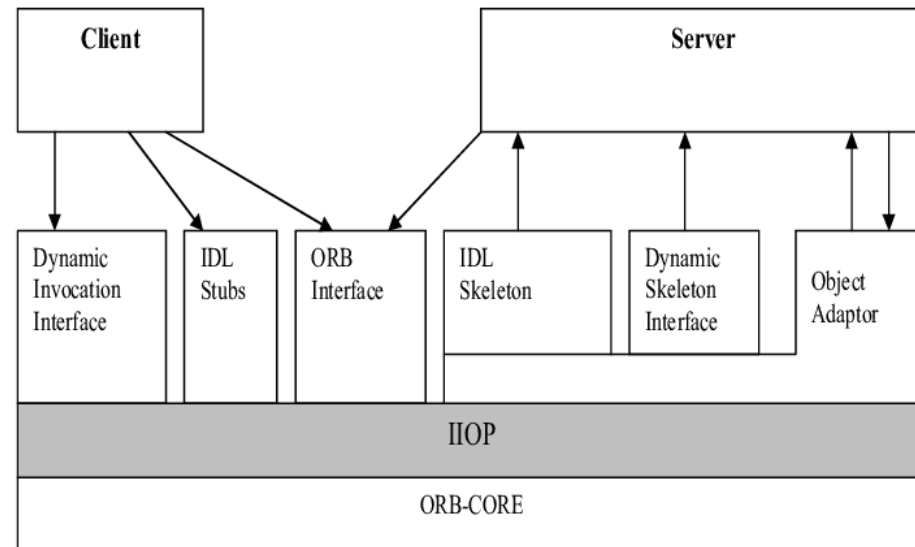 Client
Server
Dynamic
Invocation
Interface
IDL
Stubs
ORB
Interface
IDL
Skeleton
Dynamic
Skeleton
Interface
Object
Adaptor
IIOP
ORB-CORE